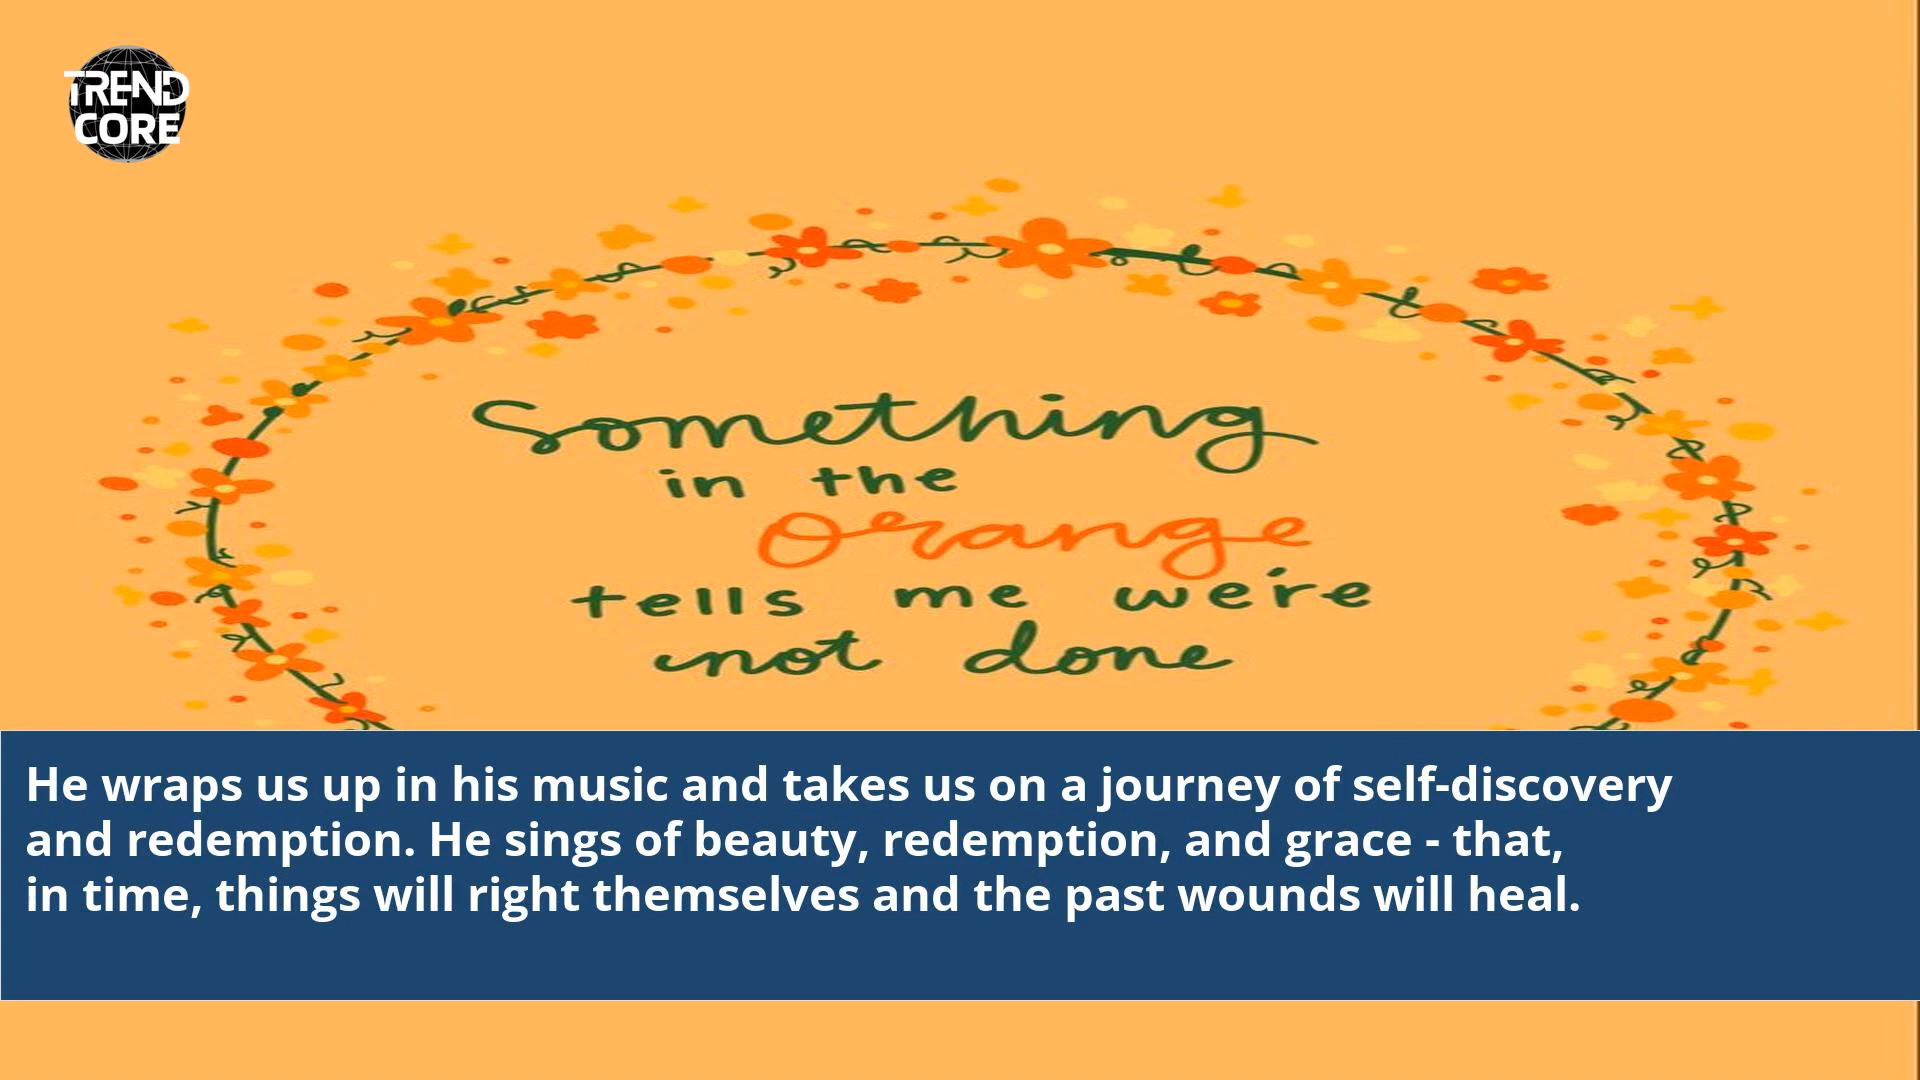 TREND
CORE
Something
in the
orange
tells me we're
not done
He wraps us up in his music and takes us on a journey of self-discovery
and redemption. He sings of beauty, redemption, and grace - that,
in time, things will right themselves and the past wounds will heal.